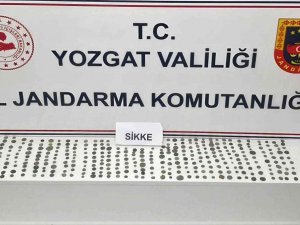 T.C.
YOZGAT VALİLİĞİ
L JANDARMA KOMUTANLIĞ
SİKKE